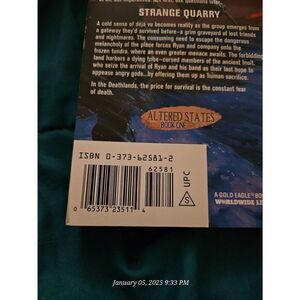 STRANGE QUARRY
A cold sense of déjà vu becomes reality as the group emerges from
a gateway they'd survived before—a grim graveyard of lost friends
and nightmares. The consuming need to escape the dangerous
melancholy of the place forces Ryan and company onto the
frozen tundra, where an even greater menace awaits. The forbidding
land harbors a dying tribe—cursed members of the ancient
who seize the arrival of Ryan and his band as their last hope to
appease angry gods...by offering them up as human sacrifice.
In the Deathlands, the price for survival is the constant fear
of death.
ALTERED STATES
BOOK ONE
ISBN 0-373-62581-2
62581
UPC
S
0 65373 23511 4
A GOLD EAGLE BO
WORLDWIDE LI
January 05, 2025 9:33 PM